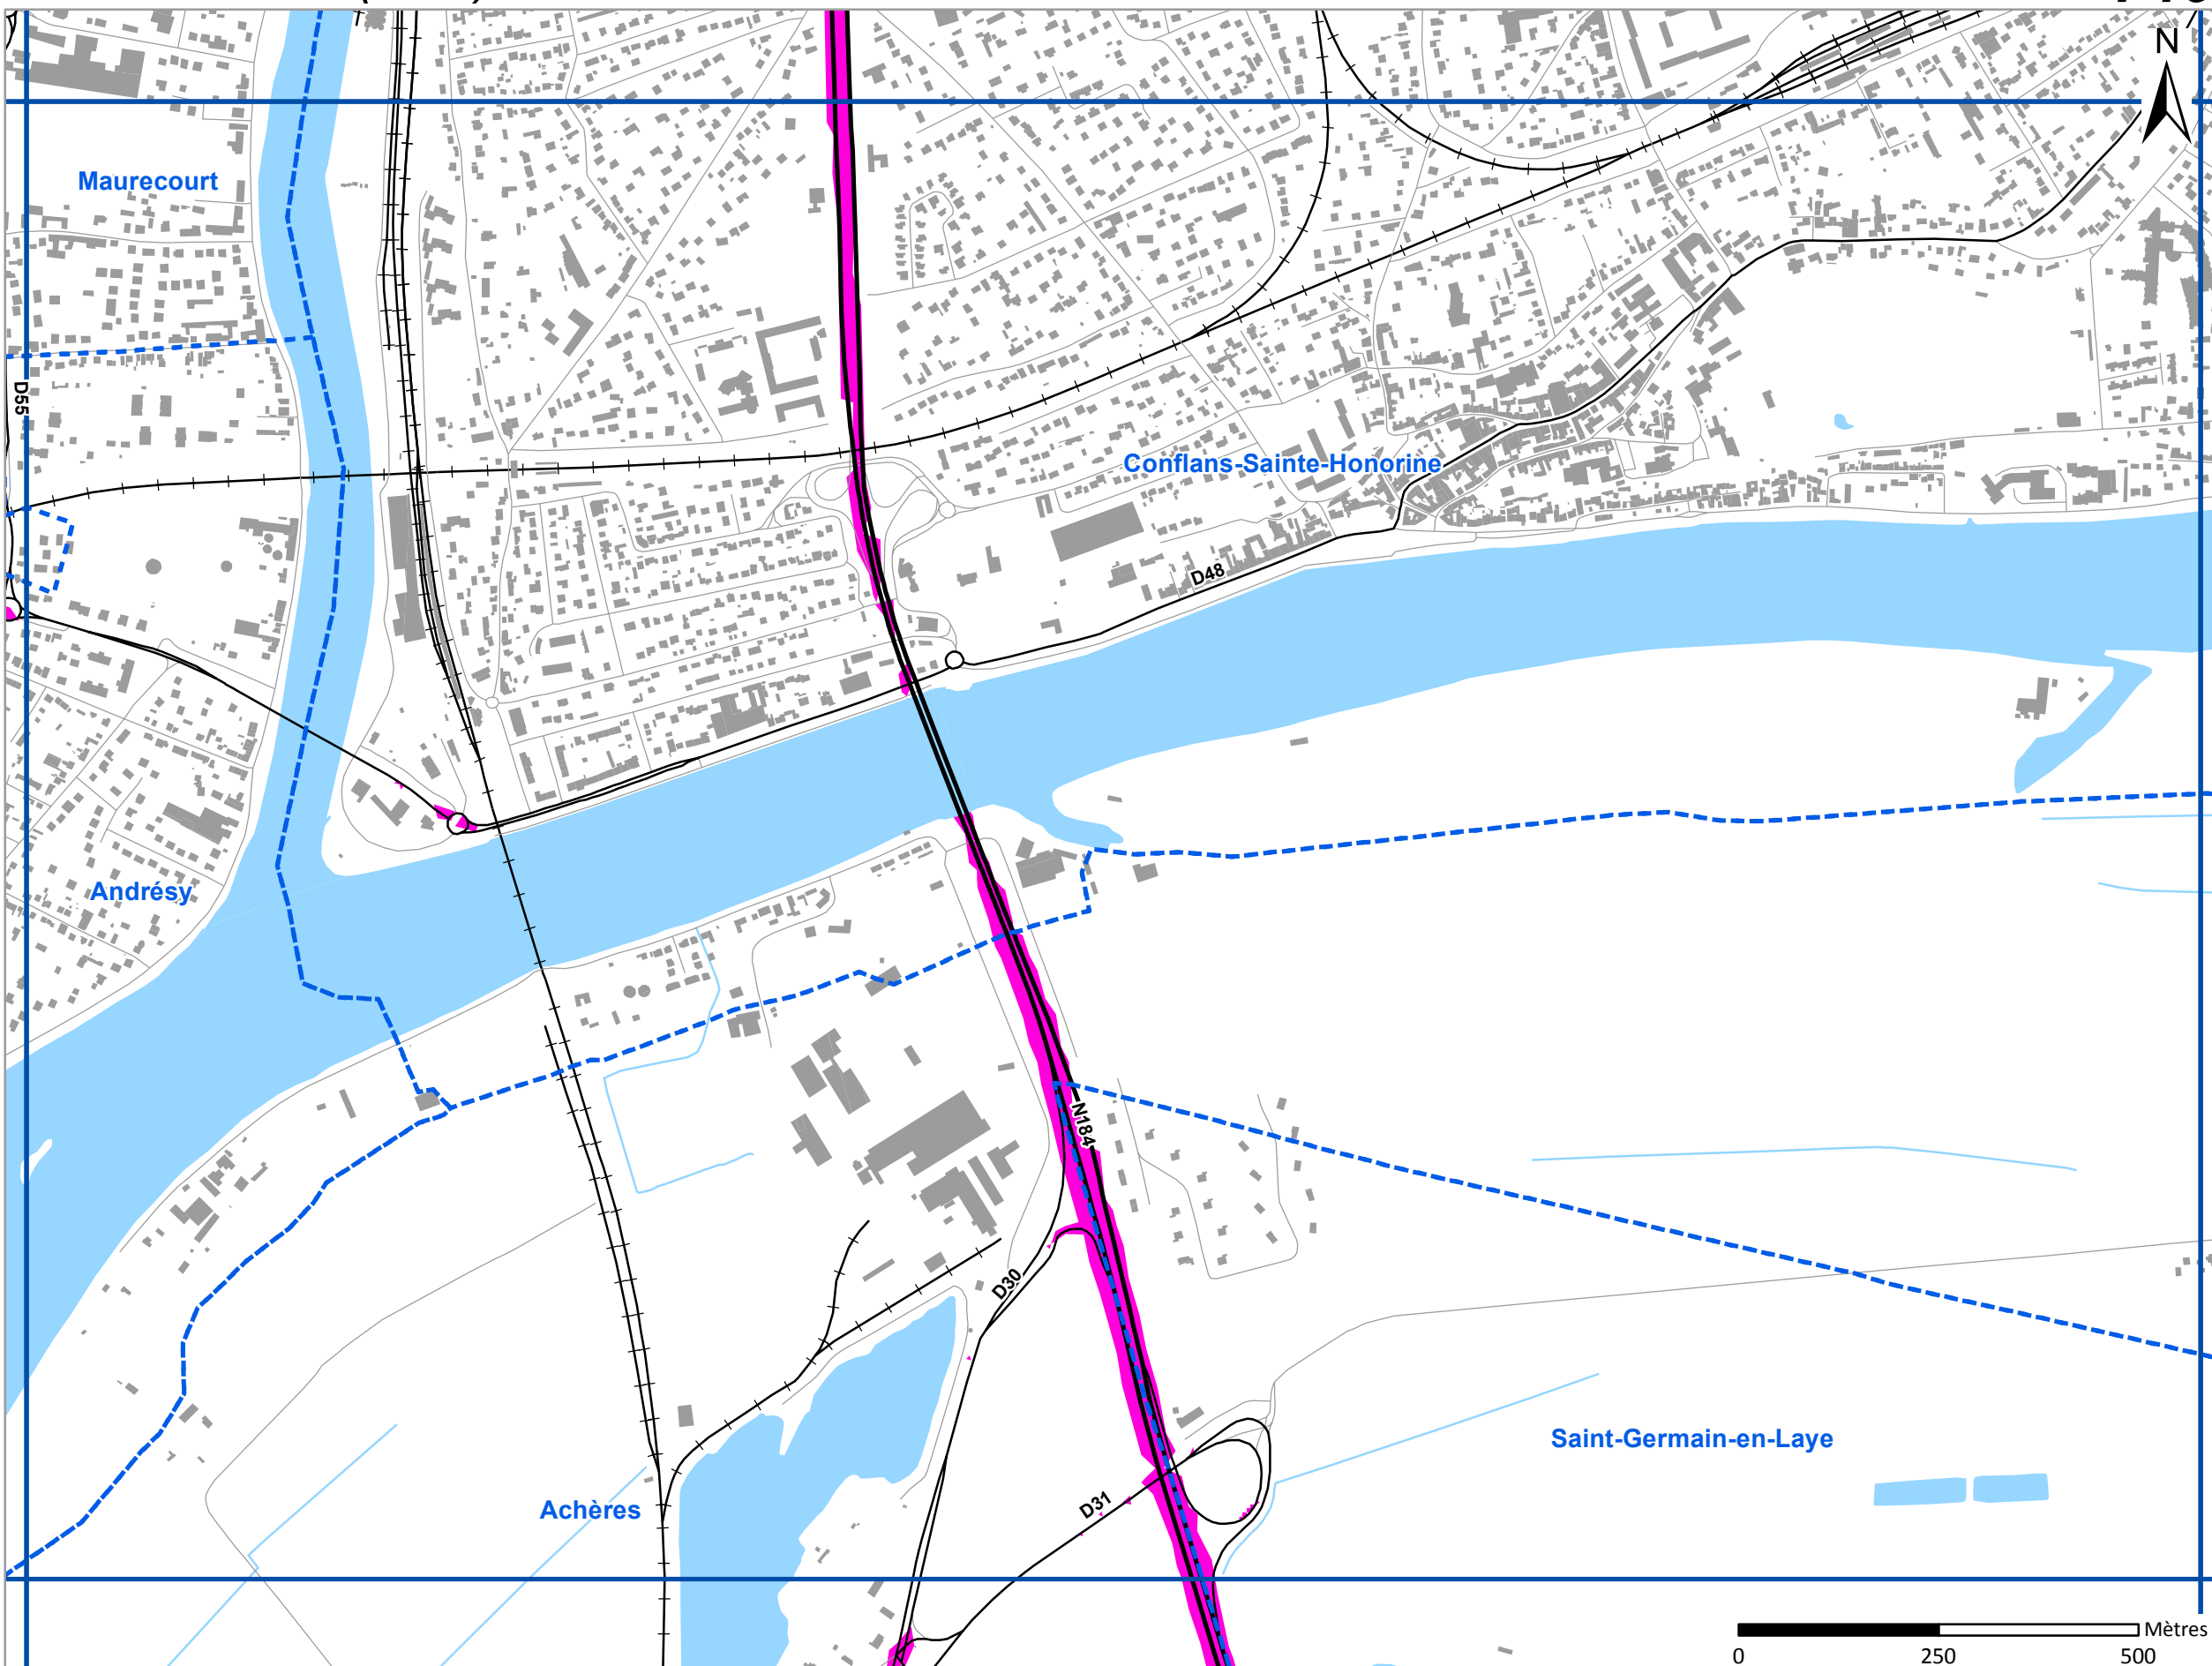 N
Maurecourt
D55
Conflans-Sainte-Honorine
D48
Andrésy
N184
D30
Saint-Germain-en-Laye
D31
Achères
Mètres
0 250 500